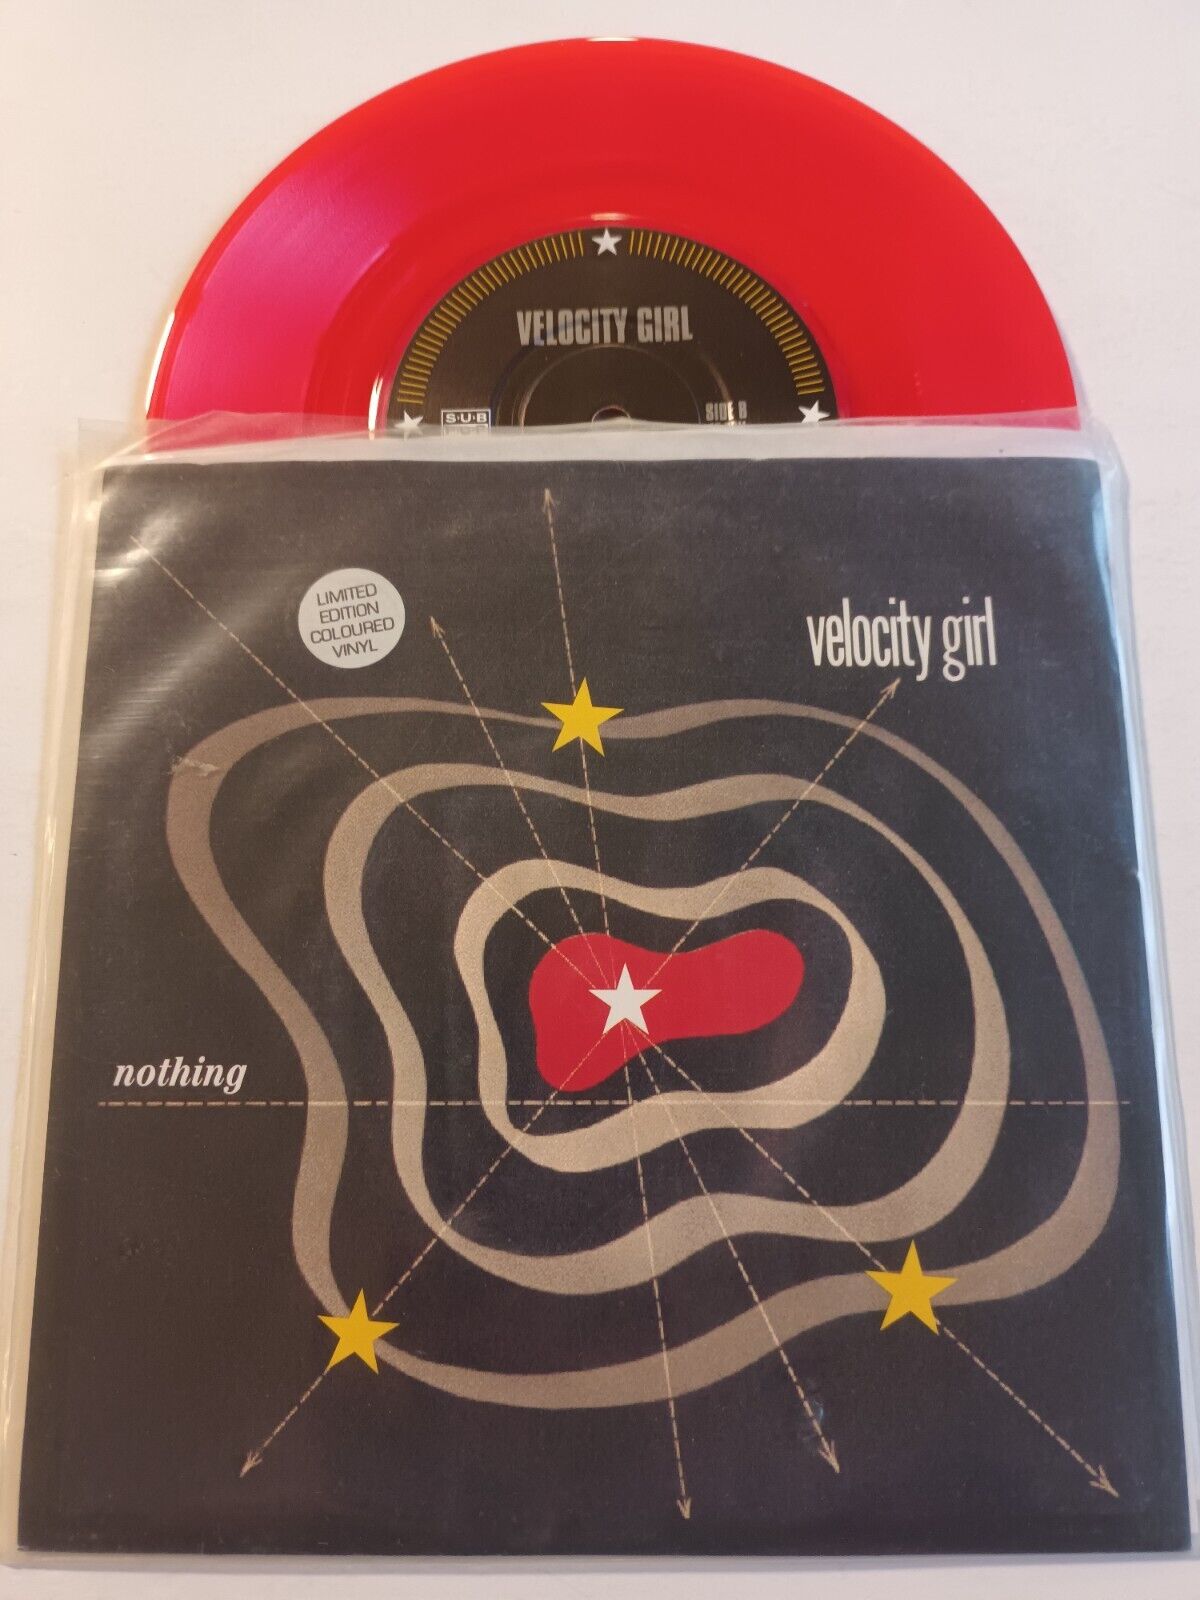 VELOCITY GIRL
S·U·B
SIDE B
LIMITED
EDITION
COLOURED
VINYL
velocity girl
nothing